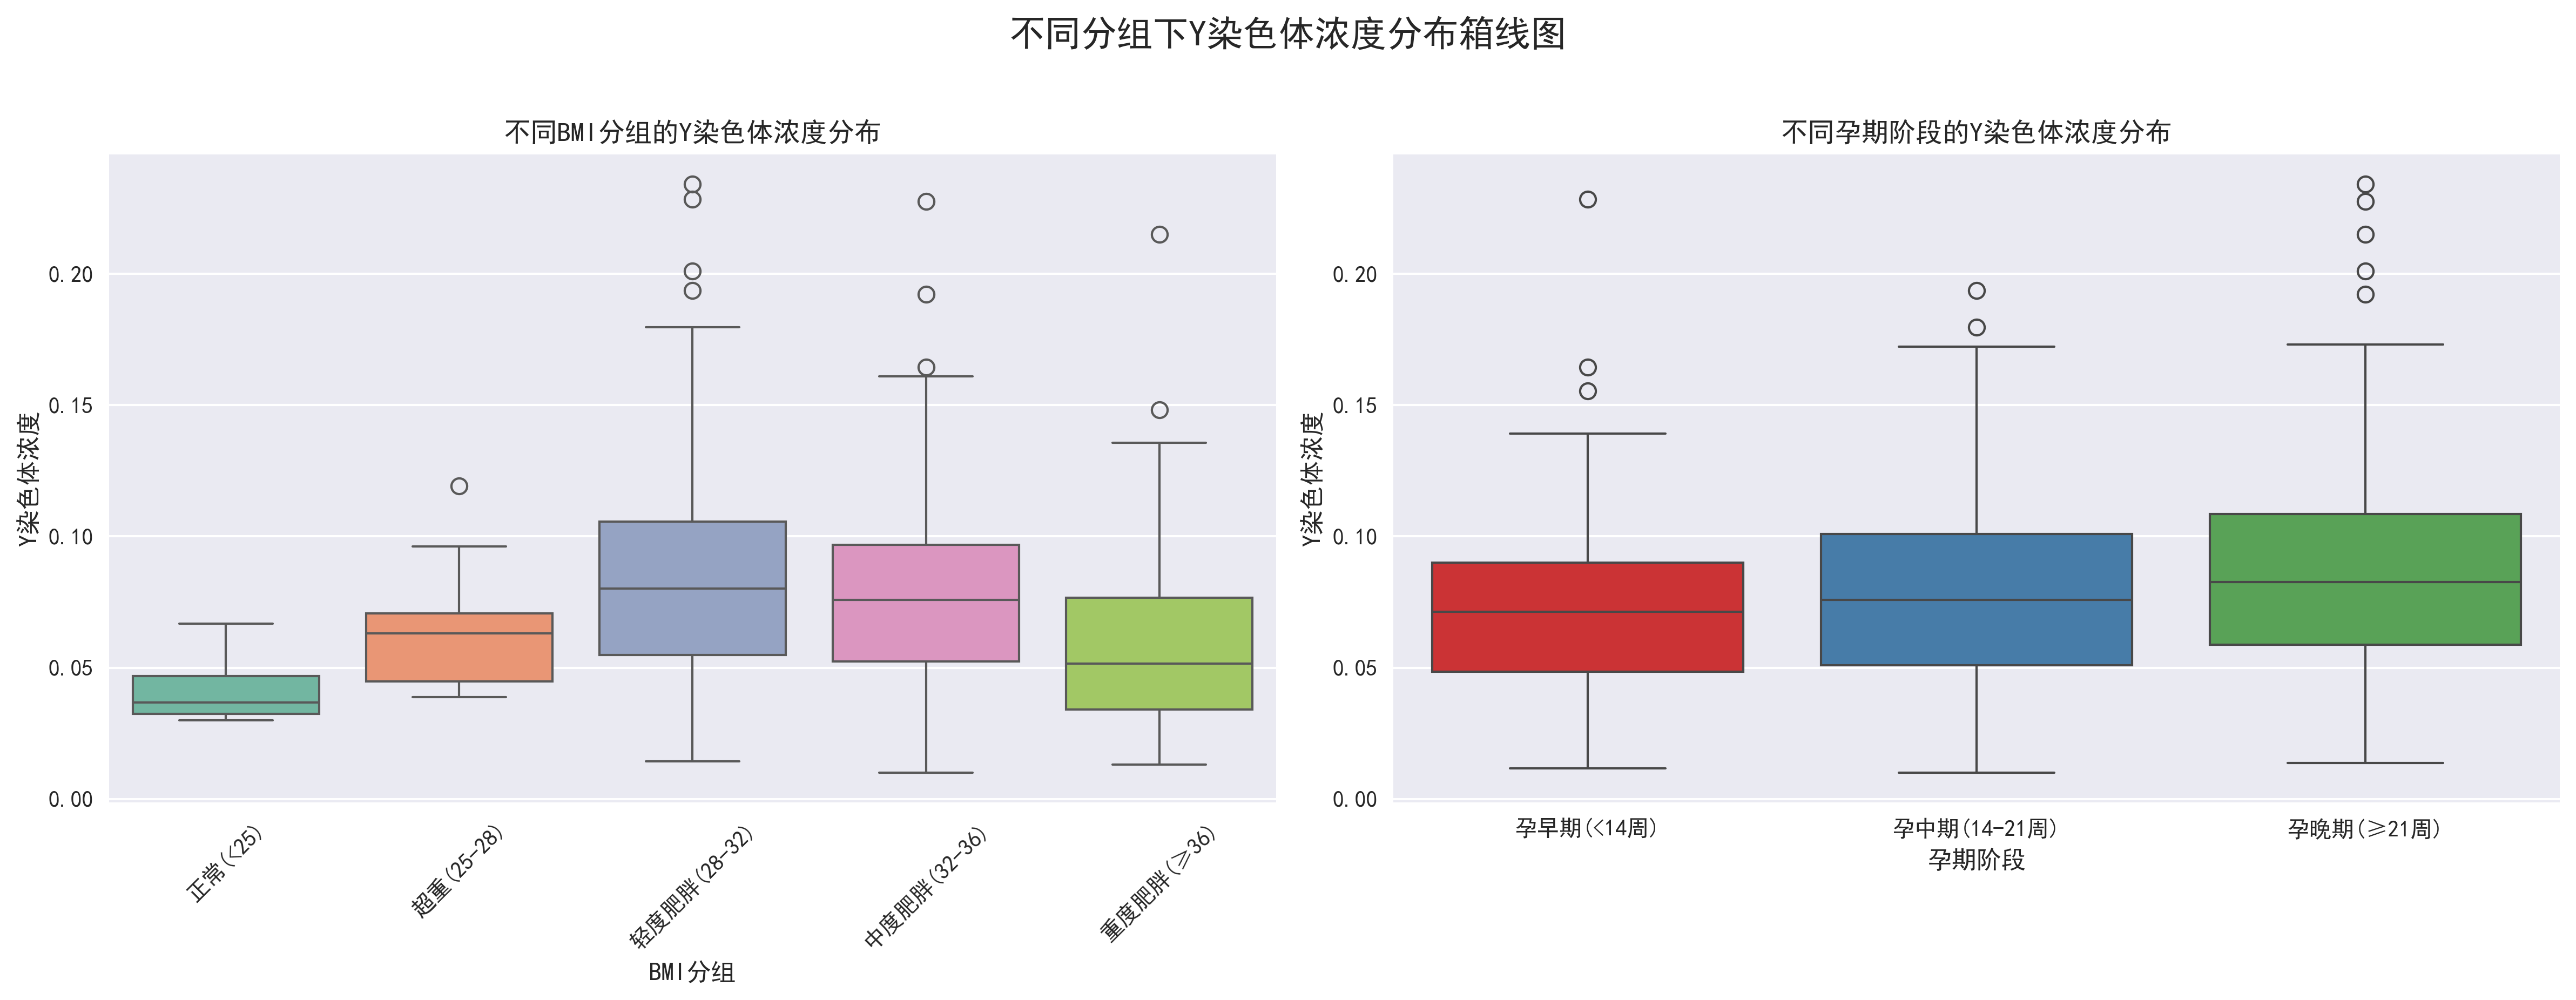 不同分组下Y染色体浓度分布箱线图
不同BMI分组的Y染色体浓度分布
Y染色体浓度
0.20
0.15
0.10
0.05
0.00
正常(<25)
超重(25-28)
轻度肥胖(28-32)
中度肥胖(32-36)
重度肥胖(≥36)
BMI分组
不同孕期阶段的Y染色体浓度分布
Y染色体浓度
0.20
0.15
0.10
0.05
0.00
孕早期(<14周)
孕中期(14-21周)
孕晚期(≥21周)
孕期阶段